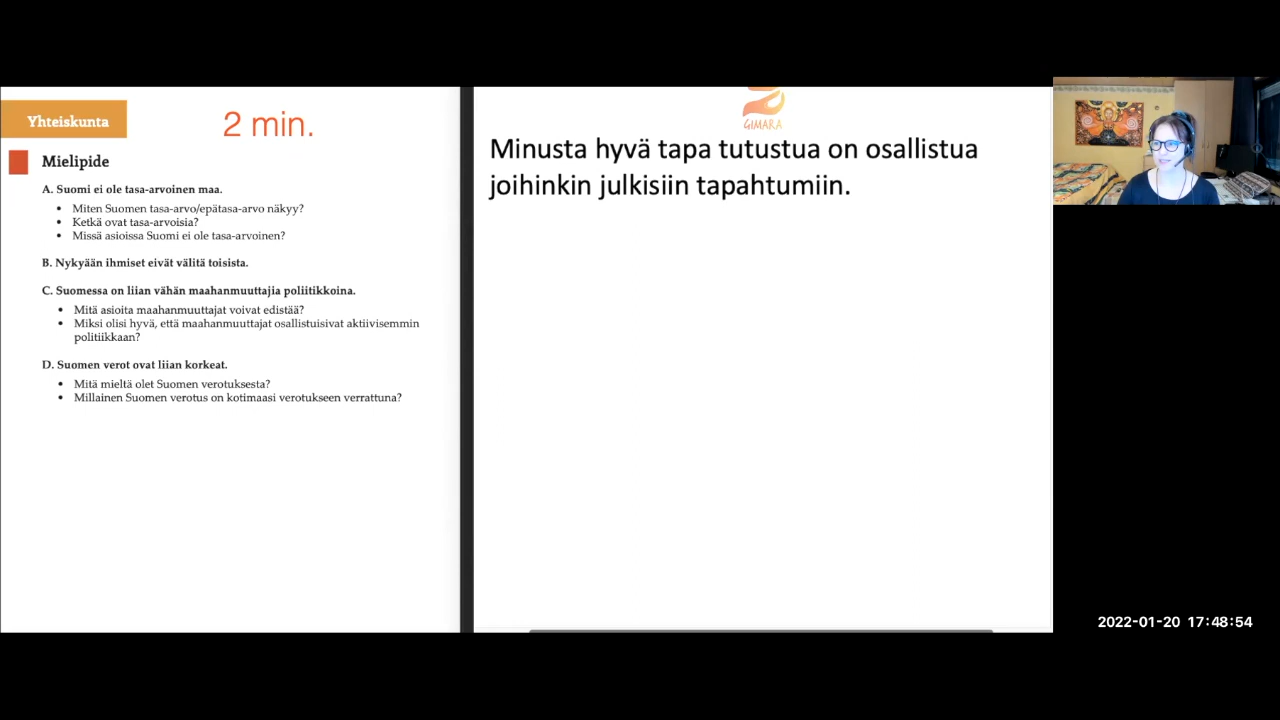 Yhteiskunta
2 min.
Mielipide
A. Suomi ei ole tasa-arvoinen maa.
• Miten Suomen tasa-arvo/epätasa-arvo näkyy?
• Ketkä ovat tasa-arvoisia?
• Missä asioissa Suomi ei ole tasa-arvoinen?
B. Nykyään ihmiset eivät välitä toisista.
C. Suomessa on liian vähän maahanmuuttajia poliitikkoina.
• Mitä asioita maahanmuuttajat voivat edistää?
• Miksi olisi hyvä, että maahanmuuttajat osallistuisivat aktiivisemmin
politiikkaan?
D. Suomen verot ovat liian korkeat.
• Mitä mieltä olet Suomen verotuksesta?
• Millainen Suomen verotus on kotimaasi verotukseen verrattuna?
GIMARA
Minusta hyvä tapa tutustua on osallistua
joihinkin julkisiin tapahtumiin.
2022-01-20 17:48:54